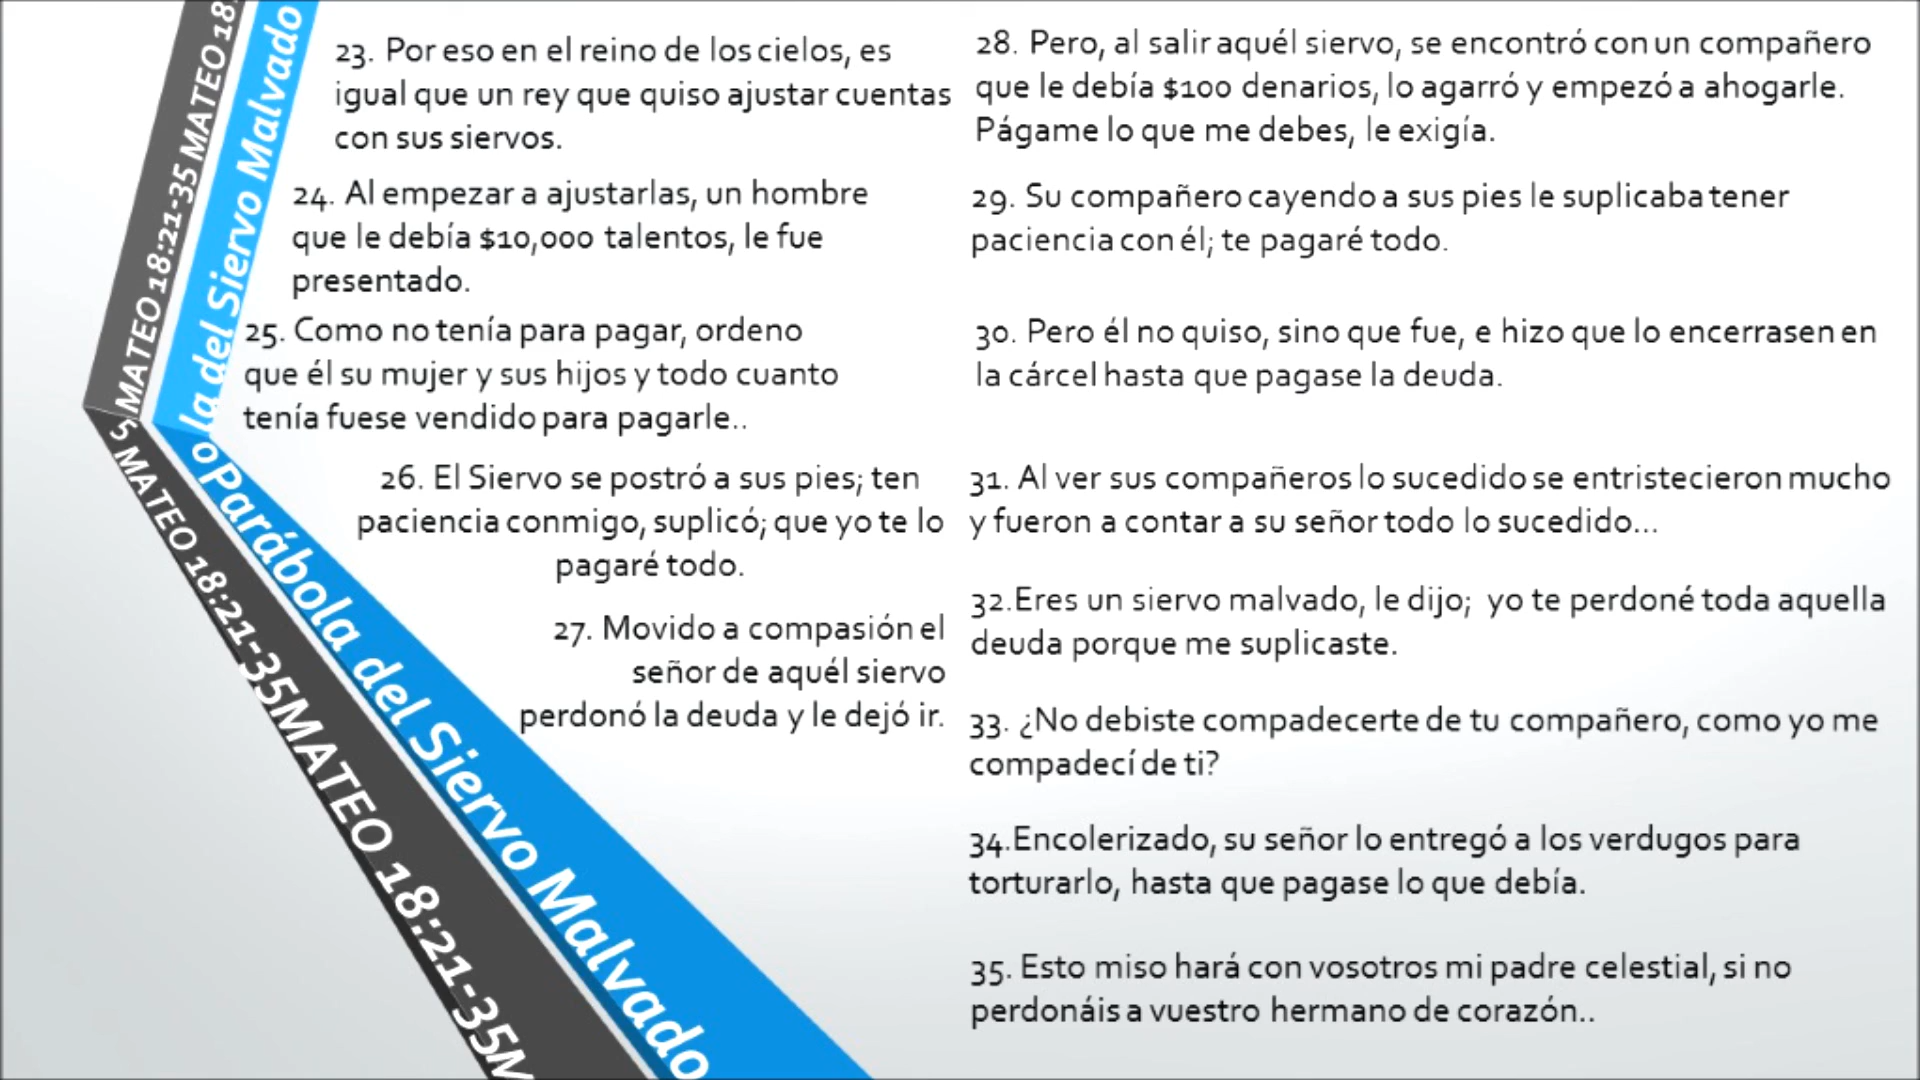 MATEO 18:21-35 MATEO 18:
la del Siervo Malvado
5 MATEO 18:21-35MATEO 18:21-35M
oParábola del Siervo Malvado
23. Por eso en el reino de los cielos, es
igual que un rey que quiso ajustar cuentas
con sus siervos.
24. Al empezar a ajustarlas, un hombre
que le debía $10,000 talentos, le fue
presentado.
25. Como no tenía para pagar, ordeno
que él su mujer y sus hijos y todo cuanto
tenía fuese vendido para pagarle..
26. El Siervo se postró a sus pies; ten
paciencia conmigo, suplicó; que yo te lo
pagaré todo.
27. Movido a compasión el
señor de aquél siervo
perdonó la deuda y le dejó ir.
28. Pero, al salir aquél siervo, se encontró con un compañero
que le debía $100 denarios, lo agarró y empezó a ahogarle.
Págame lo que me debes, le exigía.
29. Su compañero cayendo a sus pies le suplicaba tener
paciencia con él; te pagaré todo.
30. Pero él no quiso, sino que fue, e hizo que lo encerrasen en
la cárcel hasta que pagase la deuda.
31. Al ver sus compañeros lo sucedido se entristecieron mucho
y fueron a contar a su señor todo lo sucedido...
32.Eres un siervo malvado, le dijo; yo te perdoné toda aquella
deuda porque me suplicaste.
33. ¿No debiste compadecerte de tu compañero, como yo me
compadecí de ti?
34.Encolerizado, su señor lo entregó a los verdugos para
torturarlo, hasta que pagase lo que debía.
35. Esto miso hará con vosotros mi padre celestial, si no
perdonáis a vuestro hermano de corazón..